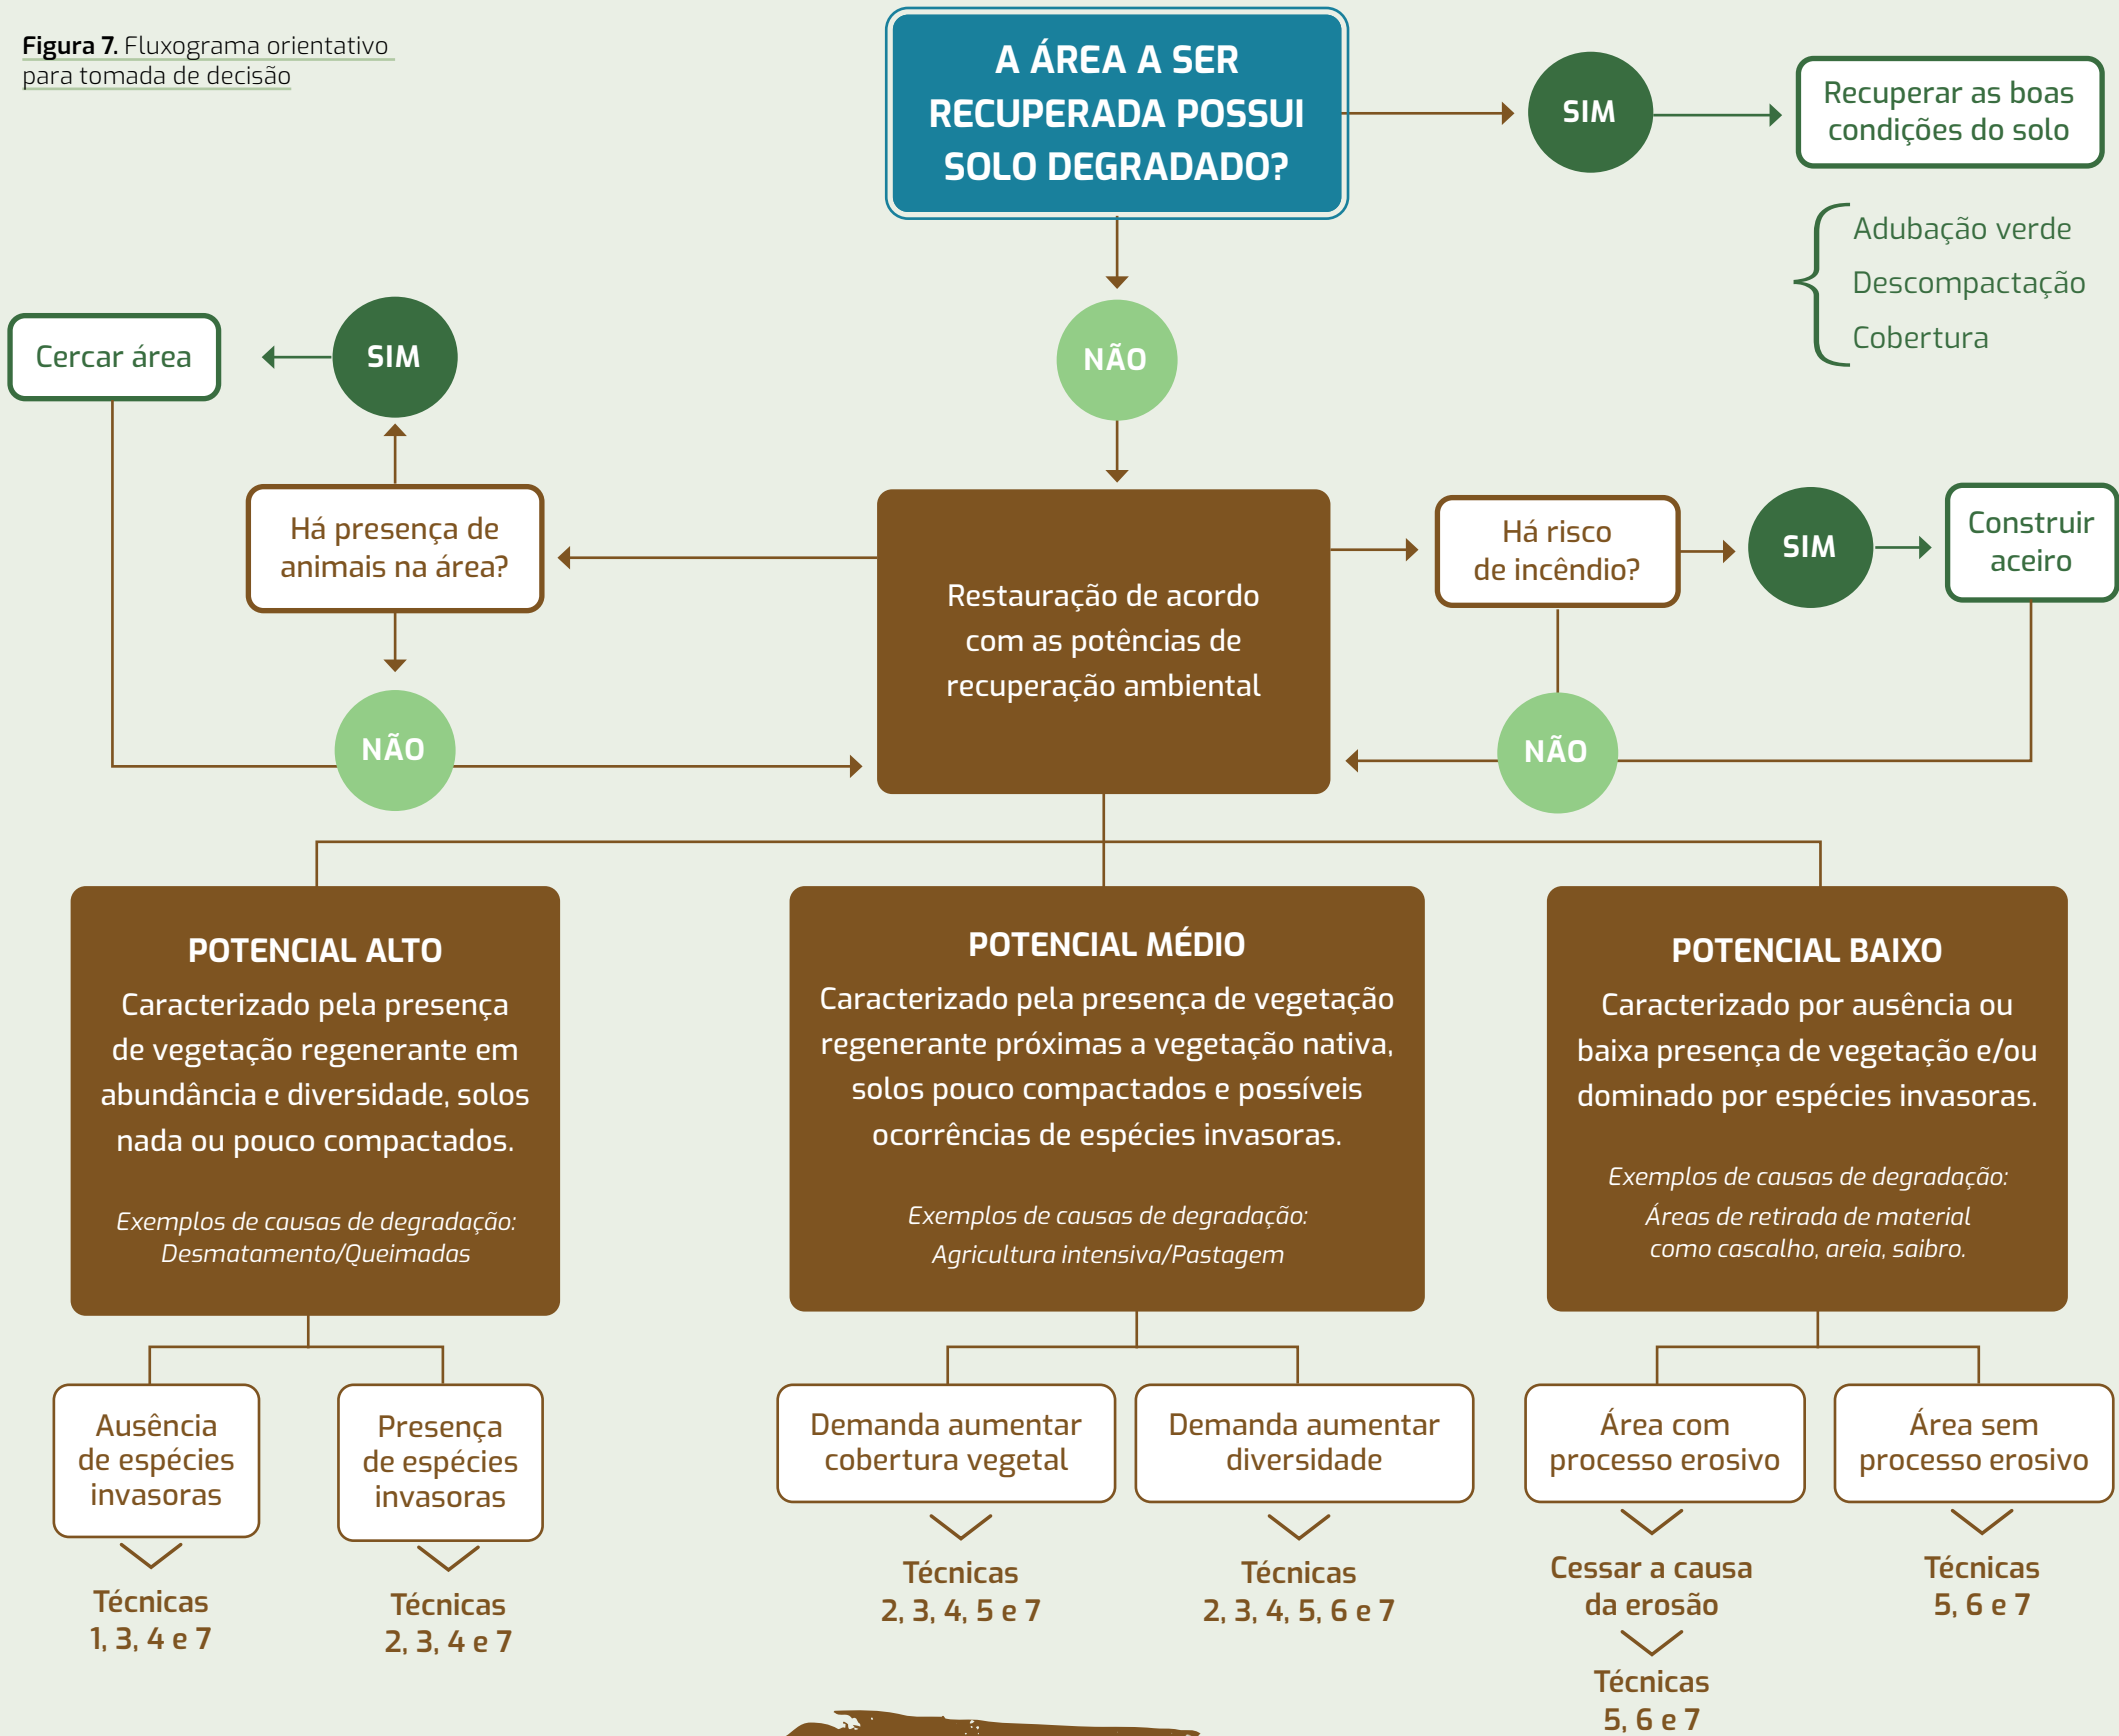 Figura 7. Fluxograma orientativo
para tomada de decisão
A ÁREA A SER
RECUPERADA POSSUI
SOLO DEGRADADO?
SIM
Recuperar as boas
condições do solo
Adubação verde
Descompactação
Cobertura
NÃO
Cercar área
SIM
Há presença de
animais na área?
NÃO
Restauração de acordo
com as potências de
recuperação ambiental
Há risco
de incêndio?
SIM
Construir
aceiro
NÃO
POTENCIAL ALTO
Caracterizado pela presença
de vegetação regenerante em
abundância e diversidade, solos
nada ou pouco compactados.
Exemplos de causas de degradação:
Desmatamento/Queimadas
POTENCIAL MÉDIO
Caracterizado pela presença de vegetação
regenerante próximas a vegetação nativa,
solos pouco compactados e possíveis
ocorrências de espécies invasoras.
Exemplos de causas de degradação:
Agricultura intensiva/Pastagem
POTENCIAL BAIXO
Caracterizado por ausência ou
baixa presença de vegetação e/ou
dominado por espécies invasoras.
Exemplos de causas de degradação:
Áreas de retirada de material
como cascalho, areia, saibro.
Ausência
de espécies
invasoras
Técnicas
1, 3, 4 e 7
Presença
de espécies
invasoras
Técnicas
2, 3, 4 e 7
Demanda aumentar
cobertura vegetal
Técnicas
2, 3, 4, 5 e 7
Demanda aumentar
diversidade
Técnicas
2, 3, 4, 5, 6 e 7
Área com
processo erosivo
Cessar a causa
da erosão
Técnicas
5, 6 e 7
Área sem
processo erosivo
Técnicas
5, 6 e 7